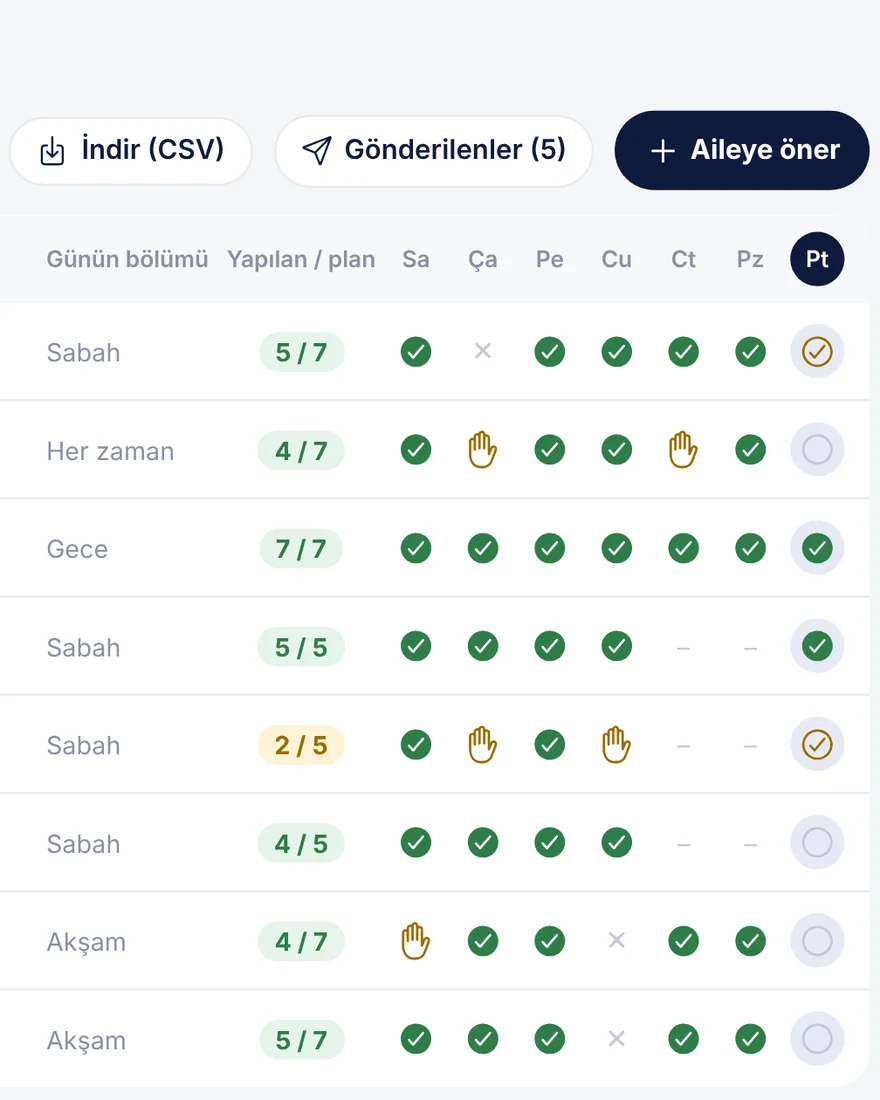 İndir (CSV) Gönderilenler (5) + Aileye öner
Günün bölümü Yapılan / plan Sa Ça Pe Cu Ct Pz Pt
Sabah 5 / 7
Her zaman 4 / 7
Gece 7 / 7
Sabah 5 / 5 – –
Sabah 2 / 5 – –
Sabah 4 / 5 – –
Akşam 4 / 7
Akşam 5 / 7